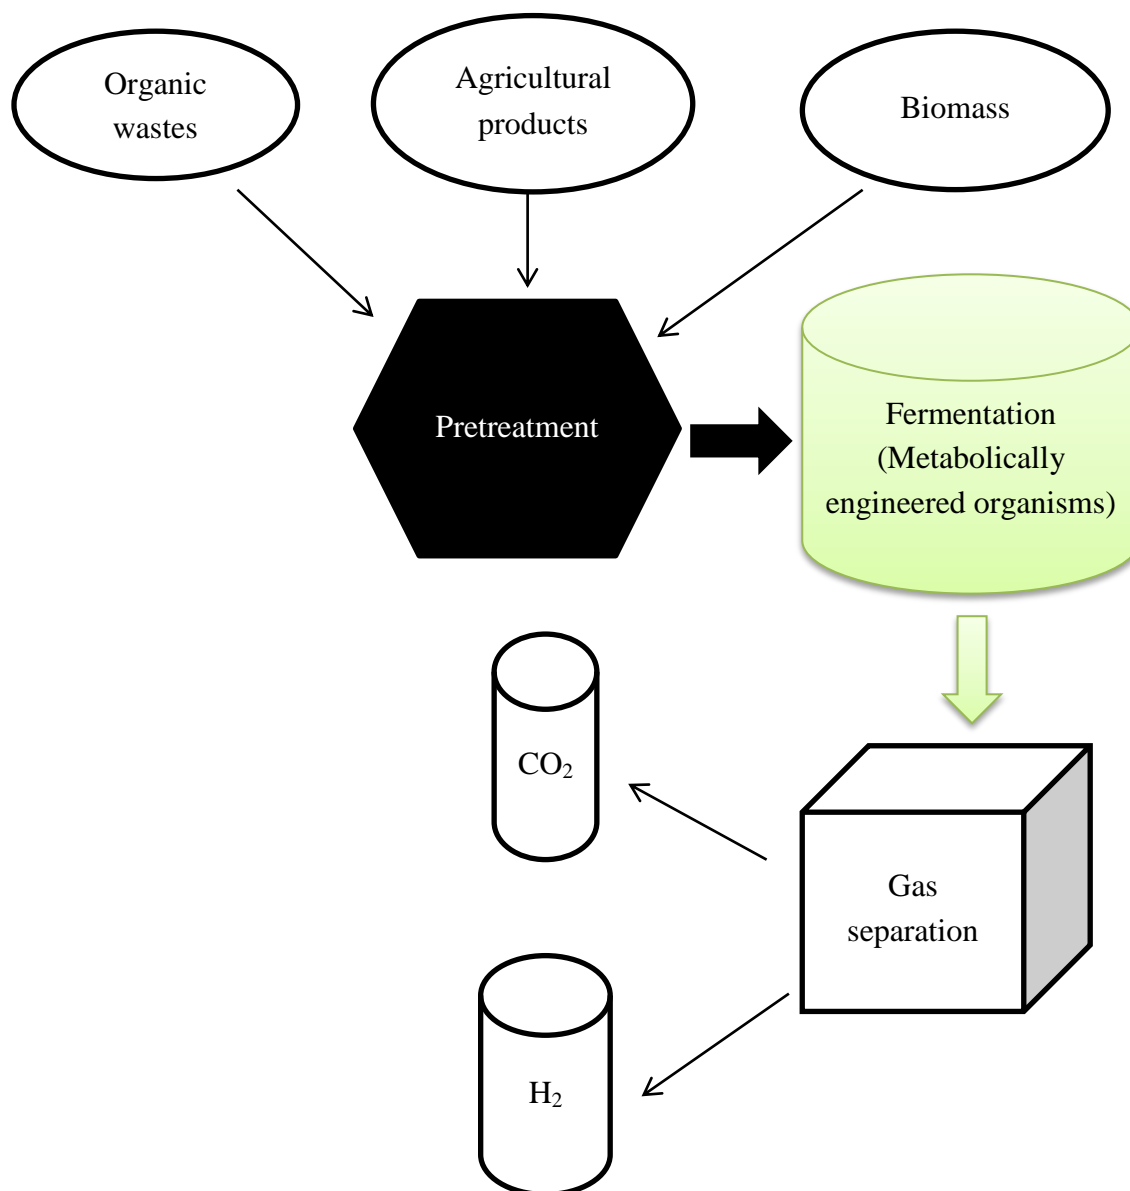 Organic
wastes
Agricultural
products
Biomass
Pretreatment
Fermentation
(Metabolically
engineered organisms)
CO₂
Gas
separation
H₂